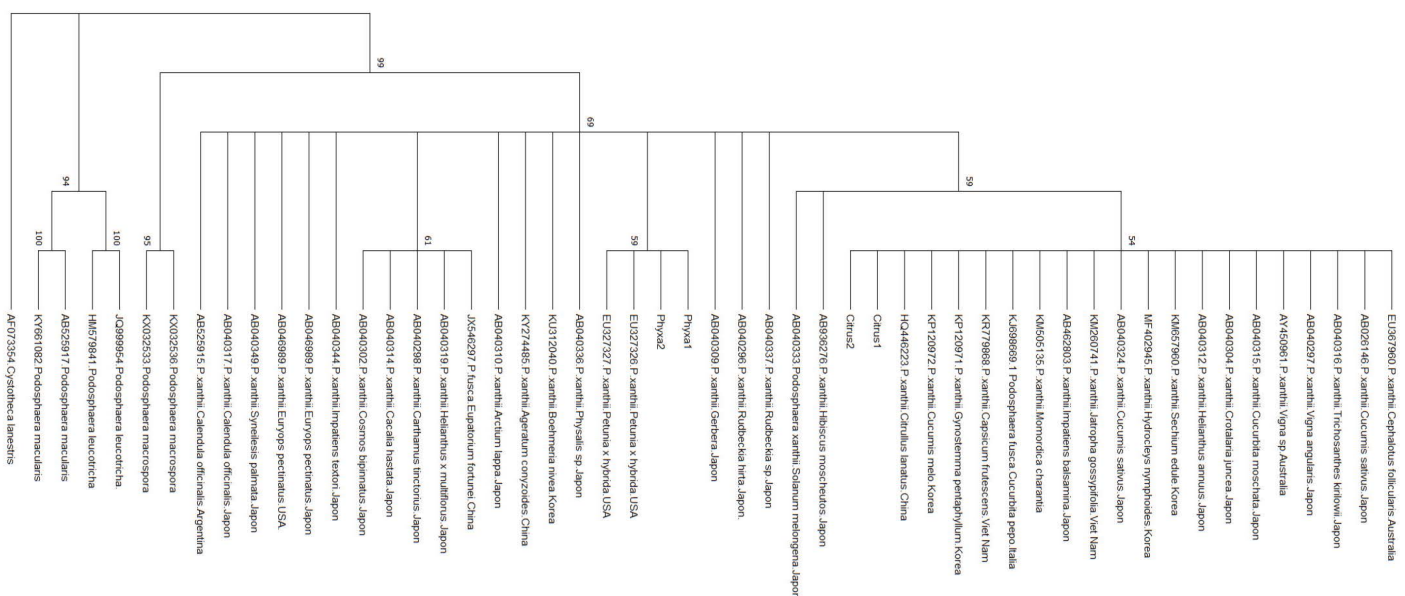 EU367960.P.xanthii.Cephalotus follicularis.Australia
AB026146.P.xanthii.Cucumis sativus.Japon
AB040316.P.xanthii.Trichosanthes kirilowii.Japon
AB040297.P.xanthii.Vigna angularis.Japon
AY450961.P.xanthii.Vigna sp.Australia
AB040315.P.xanthii.Cucurbita moschata.Japon
AB040304.P.xanthii.Crotalaria juncea.Japon
AB040312.P.xanthii.Helianthus annuus.Japon
KM657960.P.xanthii.Sechium edule.Korea
MF402945.P.xanthii.Hydrocleys nymphoides.Korea
AB040324.P.xanthii.Cucumis sativus.Japon
KM260741.P.xanthii.Jatropha gossypifolia.Viet Nam
AB462803.P.xanthii.Impatiens balsamina.Japon
KM505135.P.xanthii.Momordica charantia
KJ698669.1.Podosphaera fusca.Cucurbita pepo.Italia
KR779868.P.xanthii.Capsicum frutescens.Viet Nam
KP120971.P.xanthii.Gynostemma pentaphyllum.Korea
KP120972.P.xanthii.Cucumis melo.Korea
HQ446223.P.xanthii.Citrullus lanatus.China
Citrus1
Citrus2
AB936276.P.xanthii.Hibiscus moscheutos.Japon
AB040333.Podosphaera xanthii.Solanum melongena.Japon
AB040337.P.xanthii.Rudbeckia sp.Japon
AB040296.P.xanthii.Rudbeckia hirta.Japon.
AB040309.P.xanthii.Gerbera.Japon
Phyxa1
Phyxa2
EU327326.P.xanthii.Petunia x hybrida.USA
EU327327.P.xanthii.Petunia x hybrida.USA
AB040336.P.xanthii.Physalis sp.Japon
KU312040.P.xanthii.Boehmeria nivea.Korea
KY274485.P.xanthii.Ageratum conyzoides.China
AB040310.P.xanthii.Arctium lappa.Japon
JX546297.P.fusca.Eupatorium fortunei.China
AB040319.P.xanthii.Helianthus x multiflorus.Japon
AB040298.P.xanthii.Carthamus tinctorius.Japon
AB040314.P.xanthii.Cacalia hastata.Japon
AB040302.P.xanthii.Cosmos bipinnatus.Japon
AB040344.P.xanthii.Impatiens textori.Japon
AB046989.P.xanthii.Euryops pectinatus.USA
AB046989.P.xanthii.Euryops pectinatus.USA.
AB040349.P.xanthii.Syneilesis palmata.Japon
AB040317.P.xanthii.Calendula officinalis.Japon
AB525915.P.xanthii.Calendula officinalis.Argentina
KX032536.Podosphaera macrospora
KX032533.Podosphaera macrospora
JQ999954.Podosphaera leucotricha.
HM579841.Podosphaera leucotricha
AB525917.Podosphaera macularis
KY661082.Podosphaera macularis
AF073354.Cystotheca lanestris
54
59
69
59
61
99
95
100
94
100